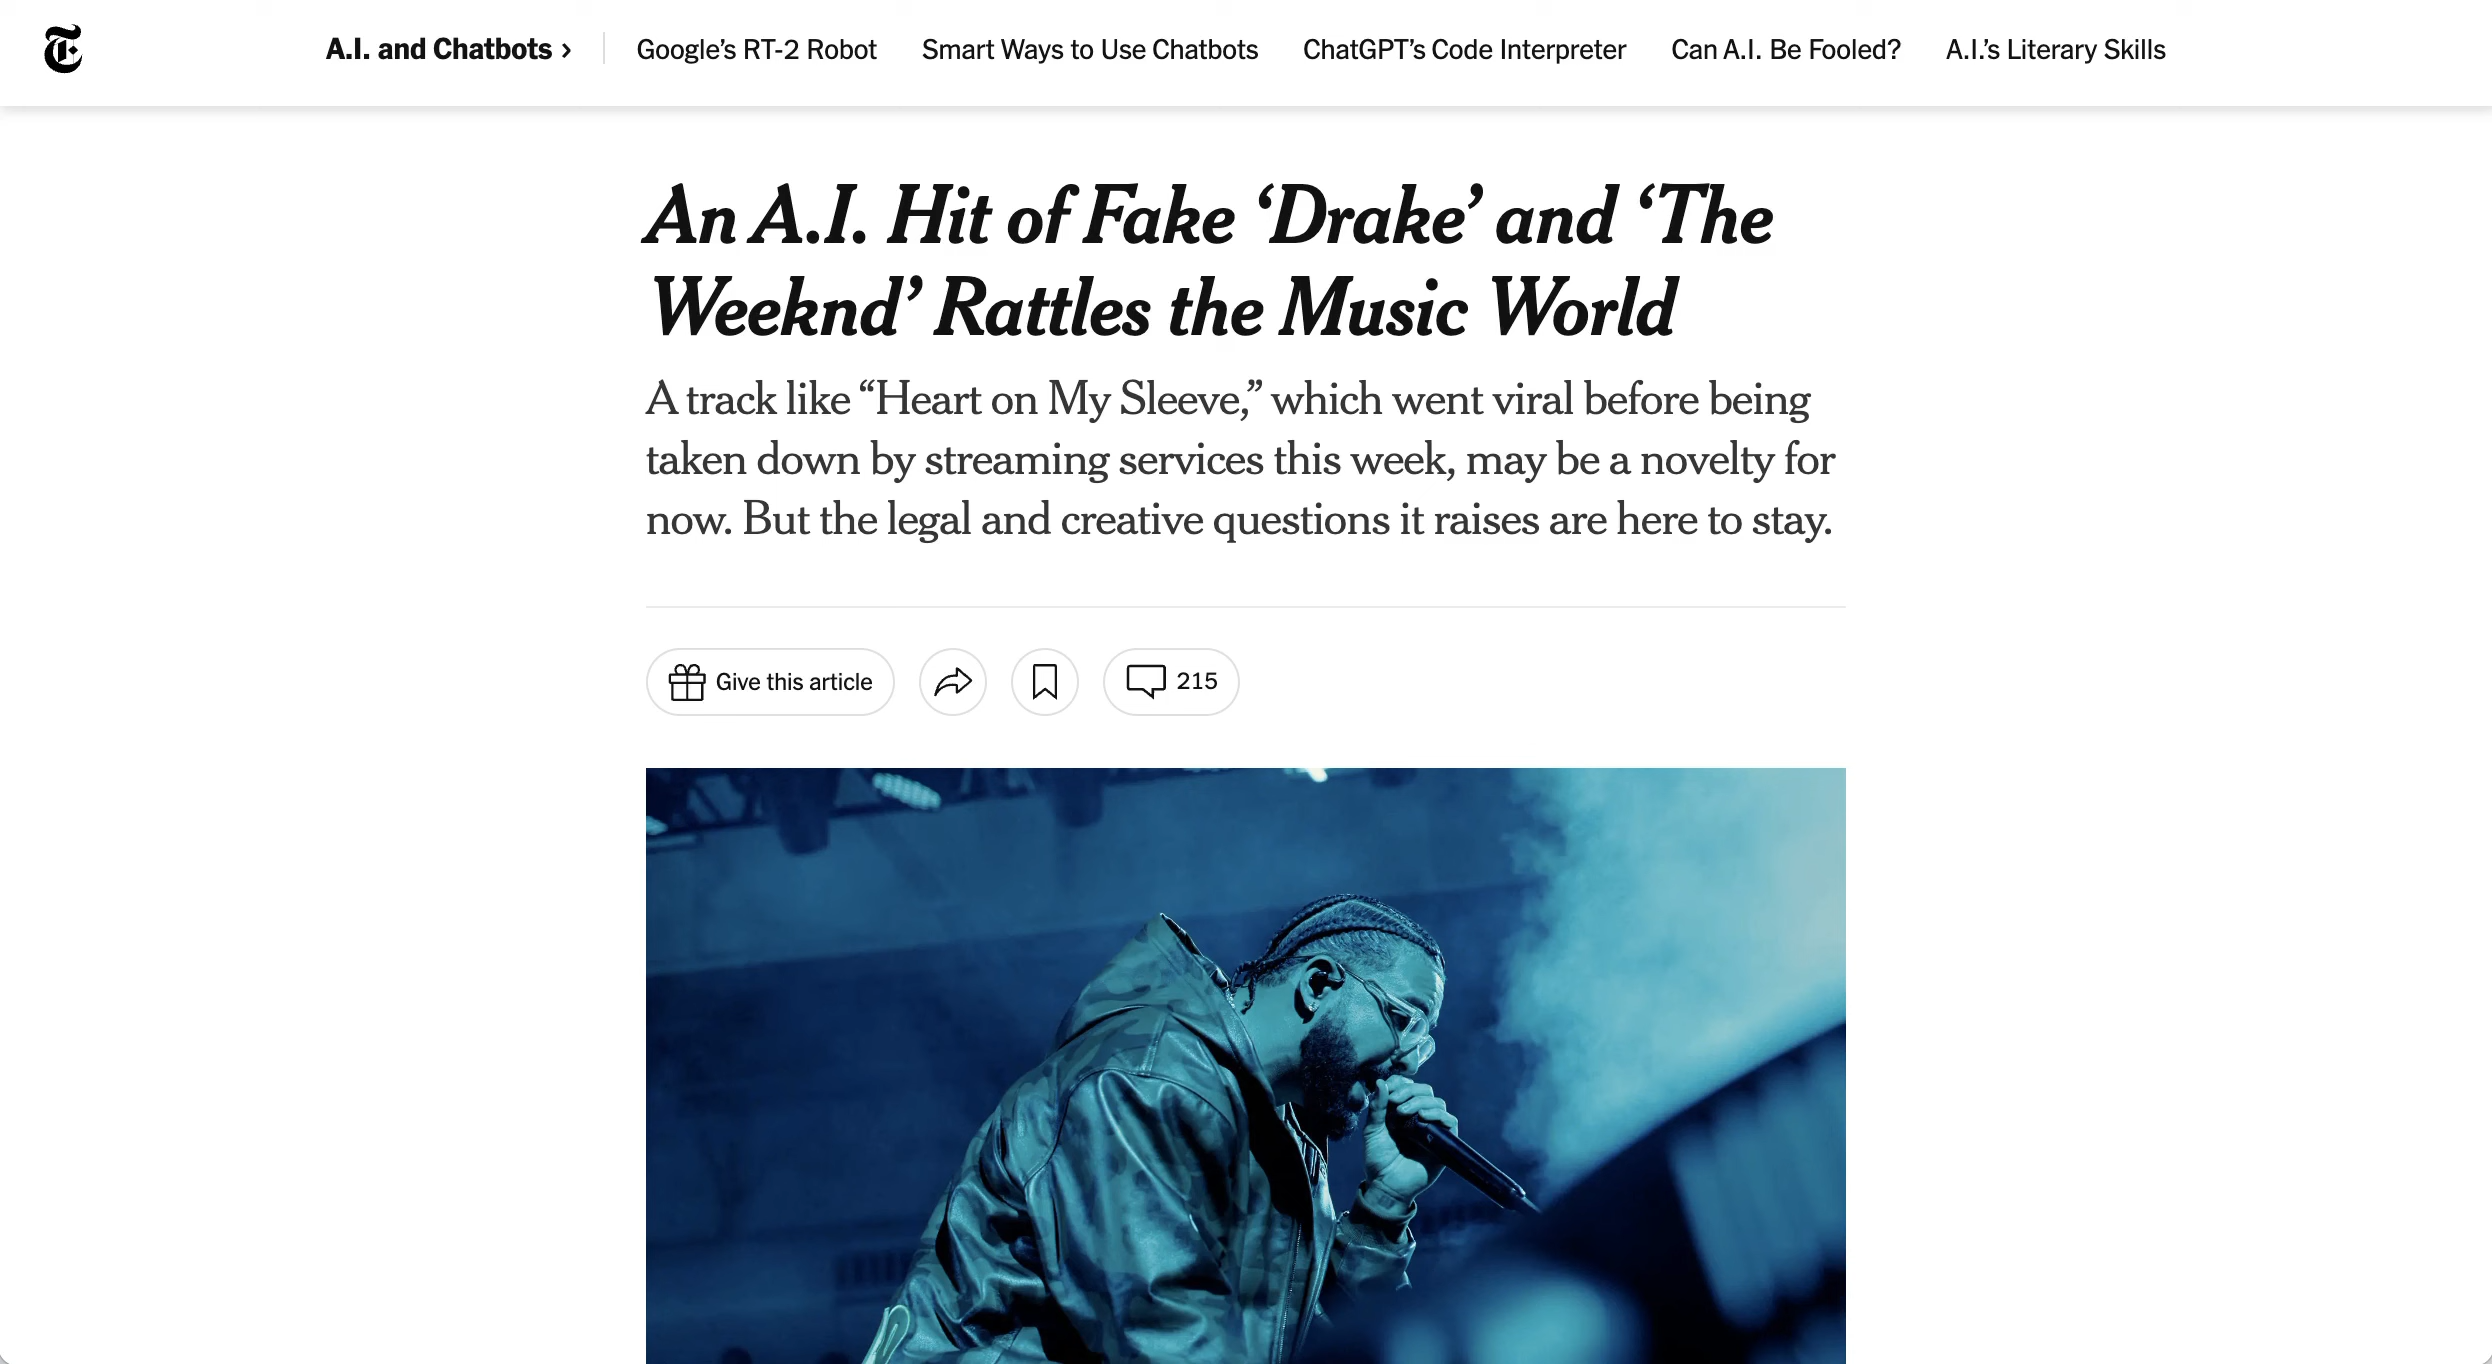 A.I. and Chatbots › Google’s RT-2 Robot Smart Ways to Use Chatbots ChatGPT’s Code Interpreter Can A.I. Be Fooled? A.I.’s Literary Skills
An A.I. Hit of Fake ‘Drake’ and ‘The
Weeknd’ Rattles the Music World
A track like “Heart on My Sleeve,” which went viral before being
taken down by streaming services this week, may be a novelty for
now. But the legal and creative questions it raises are here to stay.
Give this article 215